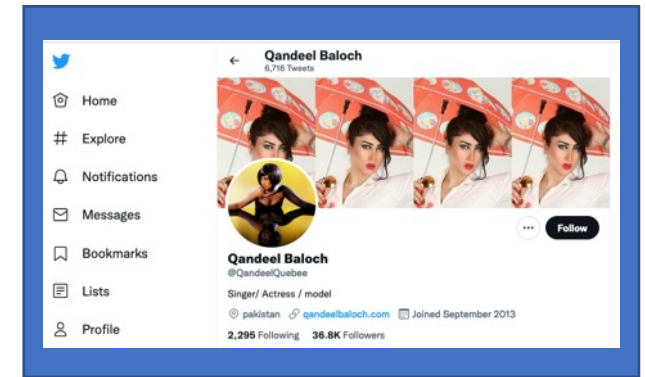 Qandeel Baloch
6,716 Tweets
Home
Explore
Notifications
Messages
Bookmarks
Lists
Profile
Follow
Qandeel Baloch
@QandeelQuebee
Singer/ Actress / model
pakistan qandeelbaloch.com Joined September 2013
2,295 Following 36.8K Followers